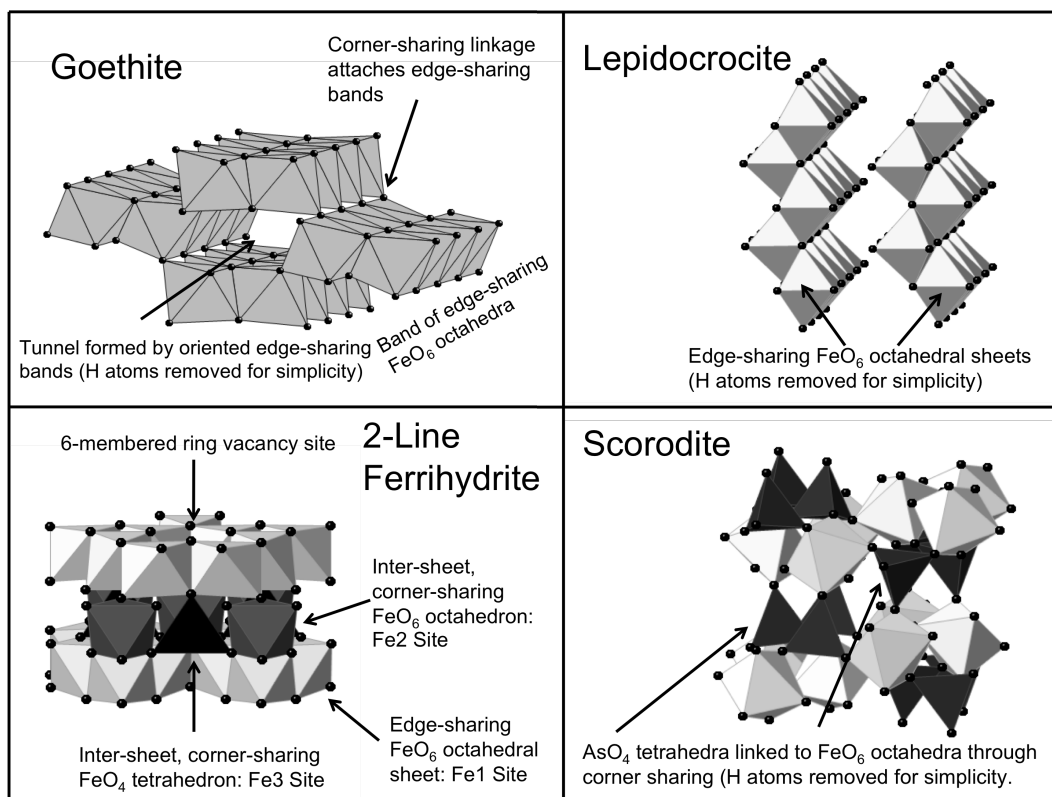 Goethite
Corner-sharing linkage
attaches edge-sharing
bands
Tunnel formed by oriented edge-sharing
bands (H atoms removed for simplicity)
Band of edge-sharing
FeO₆ octahedra
Lepidocrocite
Edge-sharing FeO₆ octahedral sheets
(H atoms removed for simplicity)
2-Line
Ferrihydrite
6-membered ring vacancy site
Inter-sheet,
corner-sharing
FeO₆ octahedron:
Fe2 Site
Inter-sheet, corner-sharing
FeO₄ tetrahedron: Fe3 Site
Edge-sharing
FeO₆ octahedral
sheet: Fe1 Site
Scorodite
AsO₄ tetrahedra linked to FeO₆ octahedra through
corner sharing (H atoms removed for simplicity.